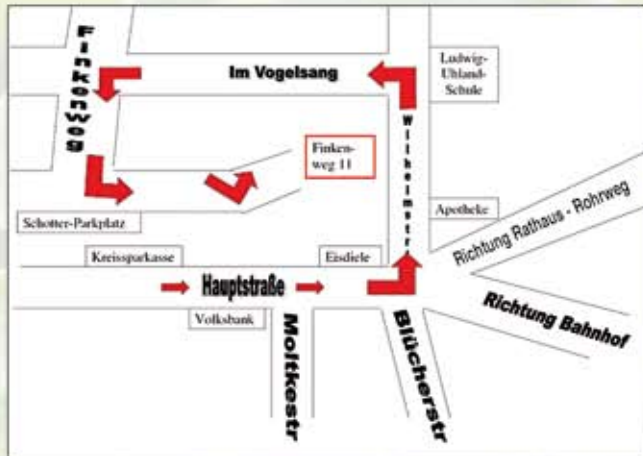 Finkenweg
Im Vogelsang
Ludwig-
Uhland-
Schule
Wilhelmstr
Finken-
weg 11
Schotter-Parkplatz
Apotheke
Richtung Rathaus - Rohrweg
Kreissparkasse
Eisdiele
Hauptstraße
Richtung Bahnhof
Volksbank
Moltkestr
Blücherstr